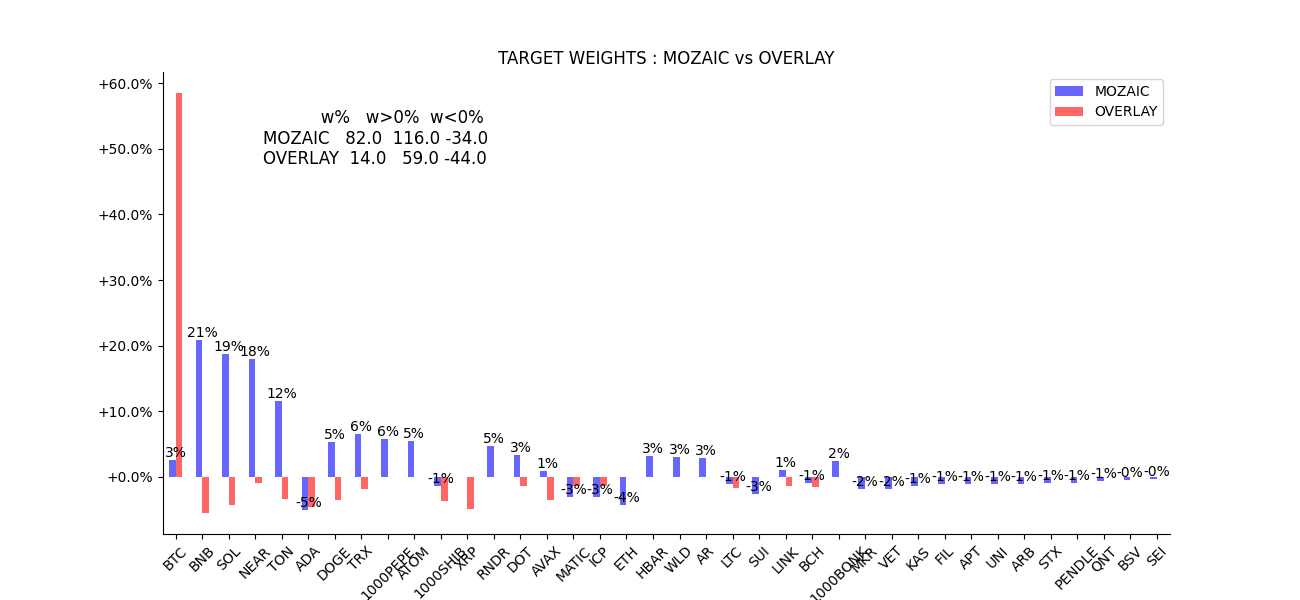 TARGET WEIGHTS : MOZAIC vs OVERLAY
+60.0%
+50.0%
+40.0%
+30.0%
+20.0%
+10.0%
+0.0%
w% w>0% w<0%
MOZAIC 82.0 116.0 -34.0
OVERLAY 14.0 59.0 -44.0
MOZAIC
OVERLAY
3%
21%
19%
18%
12%
-5%
5%
6%
6%
5%
-1%
5%
3%
1%
-3%
-3%
-4%
3%
3%
3%
-1%
-3%
1%
-1%
2%
-2%
-2%
-1%
-1%
-1%
-1%
-1%
-1%
-1%
-1%
-0%
-0%
BTC
BNB
SOL
NEAR
TON
ADA
DOGE
TRX
1000PEPE
ATOM
1000SHIB
XRP
RNDR
DOT
AVAX
MATIC
ICP
ETH
HBAR
WLD
AR
LTC
SUI
LINK
BCH
1000BONK
MKR
VET
KAS
FIL
APT
UNI
ARB
STX
PENDLE
QNT
BSV
SEI